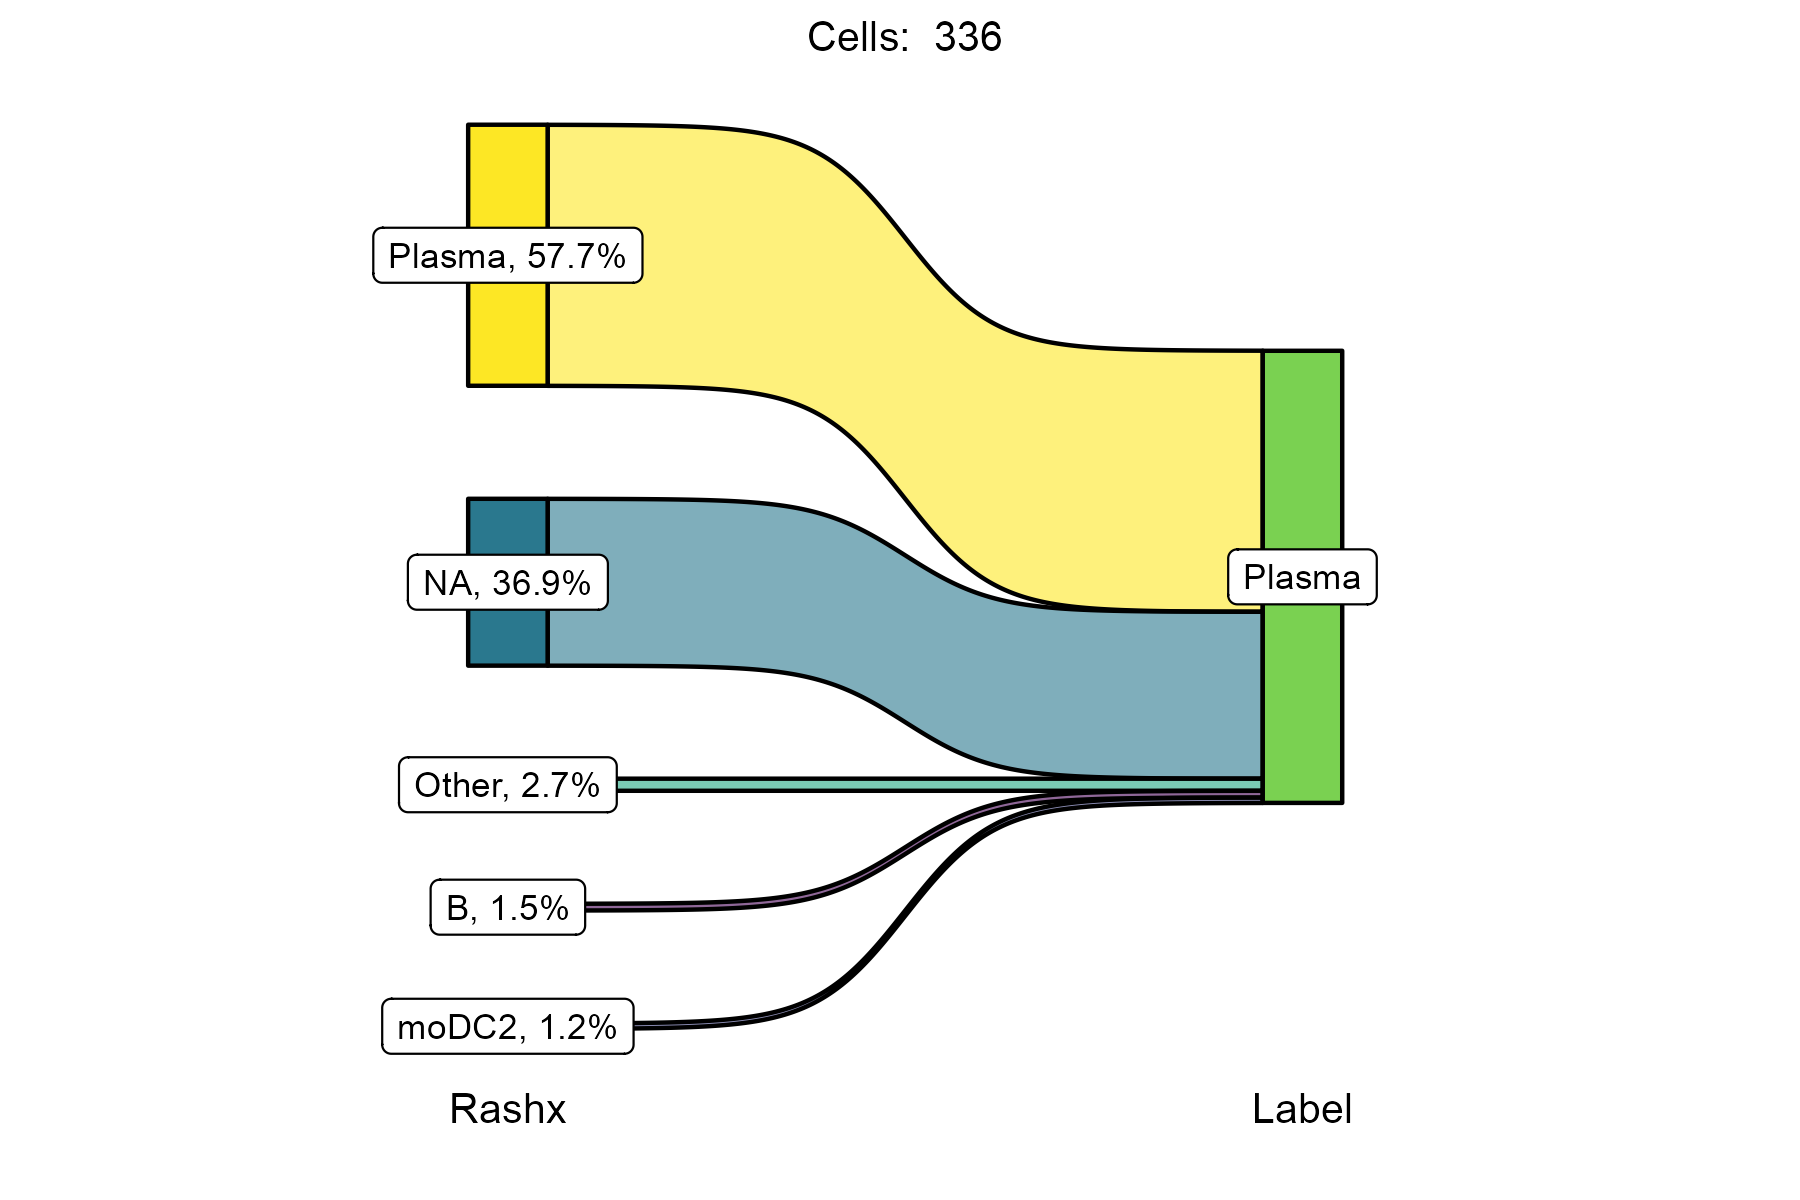 Cells:  336
Plasma, 57.7%
NA, 36.9%
Plasma
Other, 2.7%
B, 1.5%
moDC2, 1.2%
Rashx
Label